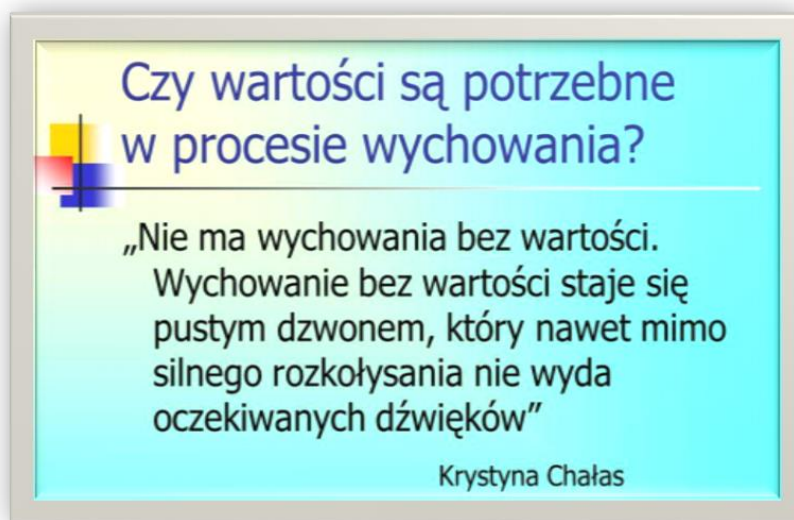 Czy wartości są potrzebne
w procesie wychowania?
„Nie ma wychowania bez wartości.
Wychowanie bez wartości staje się
pustym dzwonem, który nawet mimo
silnego rozkołysania nie wyda
oczekiwanych dźwięków”
Krystyna Chałas